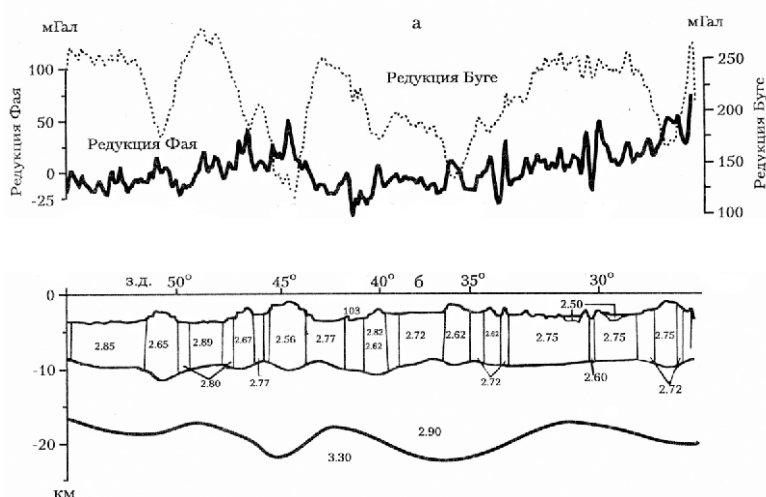 мГал а мГал
100
50
0
-25
Редукция Фая
Редукция Буге
Редукция Фая
250
200
150
100
Редукция Буге
з.д. 50° 45° 40° б 35° 30°
0
-10
-20
км
103
2.50
2.85 2.65 2.89 2.67 2.56 2.77 2.82 2.72 2.62 2.62 2.75 2.75 2.75
2.62
2.80 2.77 2.72 2.60 2.72
2.90
3.30